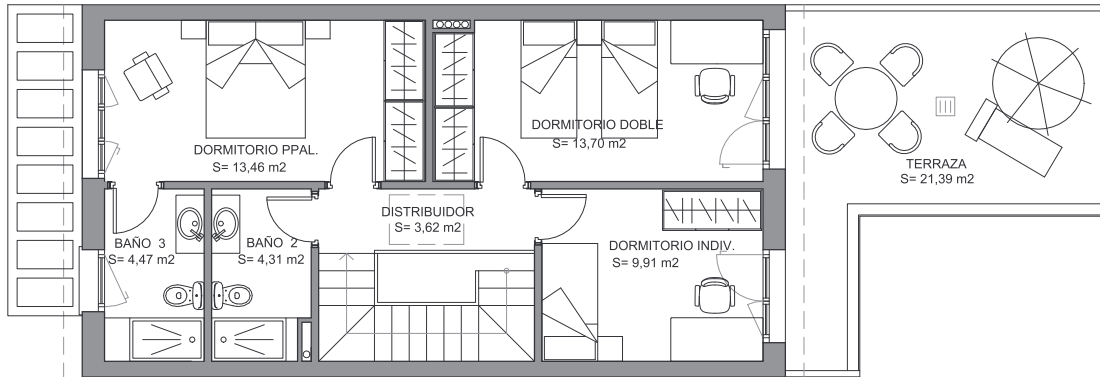 DORMITORIO PPAL.
S= 13,46 m2
DORMITORIO DOBLE
S= 13,70 m2
TERRAZA
S= 21,39 m2
DISTRIBUIDOR
S= 3,62 m2
BAÑO 3
S= 4,47 m2
BAÑO 2
S= 4,31 m2
DORMITORIO INDIV.
S= 9,91 m2